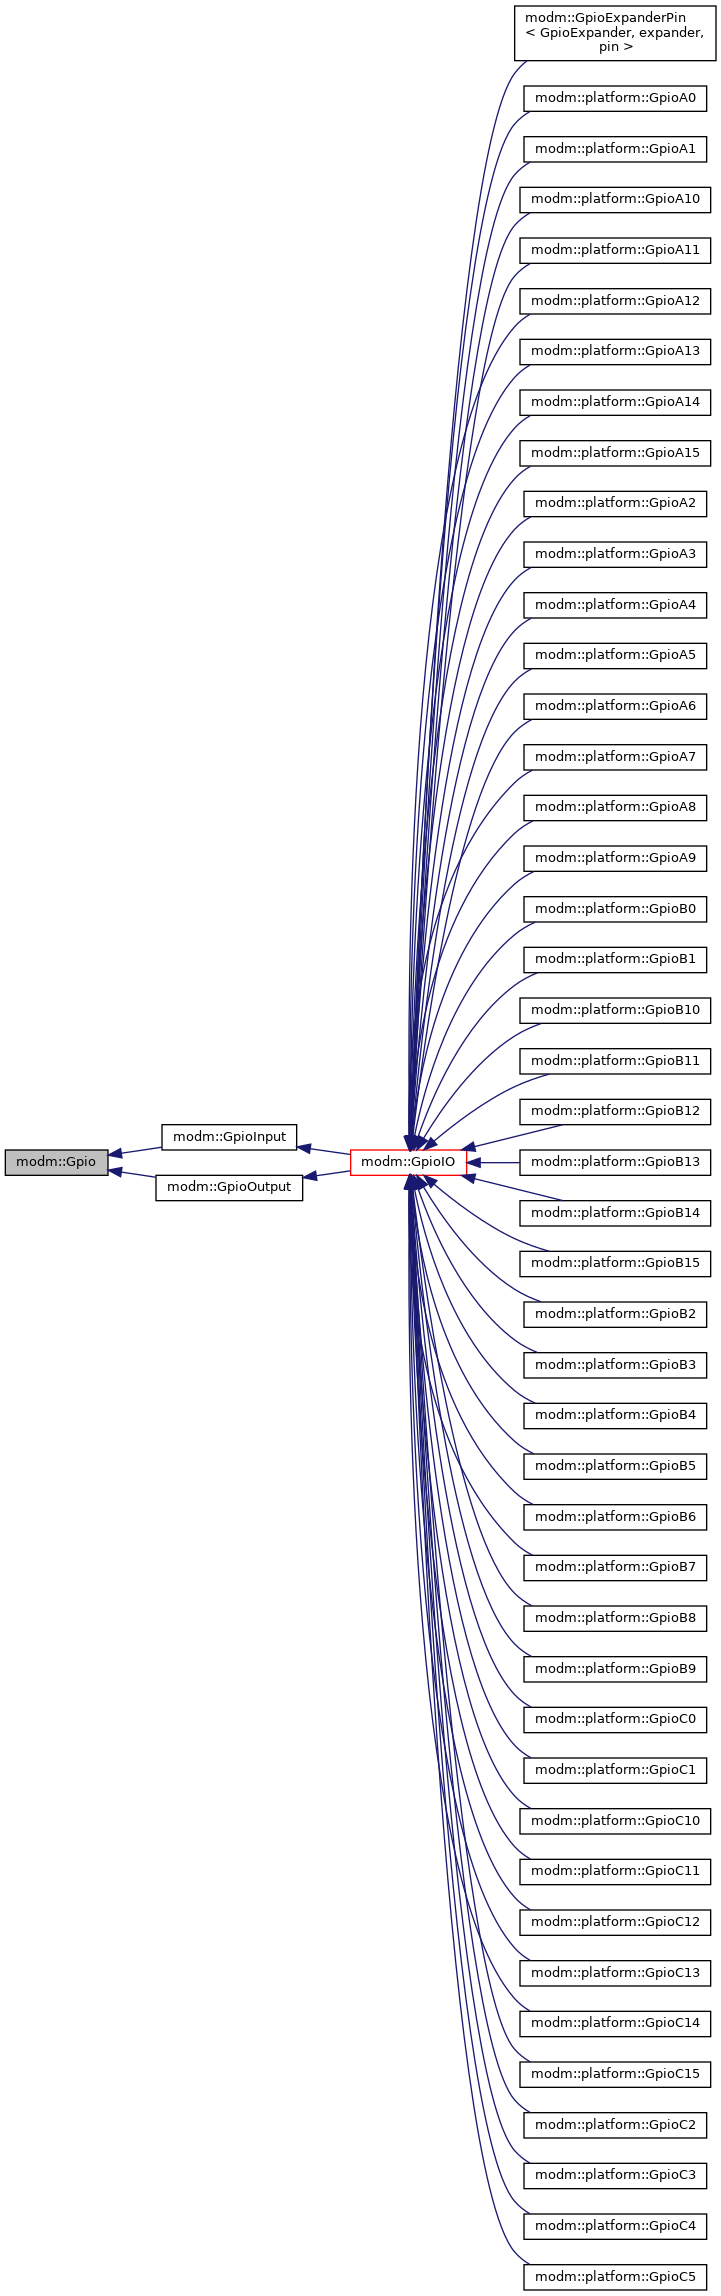 modm::Gpio
modm::GpioInput
modm::GpioOutput
modm::GpioIO
modm::GpioExpanderPin
< GpioExpander, expander,
pin >
modm::platform::GpioA0
modm::platform::GpioA1
modm::platform::GpioA10
modm::platform::GpioA11
modm::platform::GpioA12
modm::platform::GpioA13
modm::platform::GpioA14
modm::platform::GpioA15
modm::platform::GpioA2
modm::platform::GpioA3
modm::platform::GpioA4
modm::platform::GpioA5
modm::platform::GpioA6
modm::platform::GpioA7
modm::platform::GpioA8
modm::platform::GpioA9
modm::platform::GpioB0
modm::platform::GpioB1
modm::platform::GpioB10
modm::platform::GpioB11
modm::platform::GpioB12
modm::platform::GpioB13
modm::platform::GpioB14
modm::platform::GpioB15
modm::platform::GpioB2
modm::platform::GpioB3
modm::platform::GpioB4
modm::platform::GpioB5
modm::platform::GpioB6
modm::platform::GpioB7
modm::platform::GpioB8
modm::platform::GpioB9
modm::platform::GpioC0
modm::platform::GpioC1
modm::platform::GpioC10
modm::platform::GpioC11
modm::platform::GpioC12
modm::platform::GpioC13
modm::platform::GpioC14
modm::platform::GpioC15
modm::platform::GpioC2
modm::platform::GpioC3
modm::platform::GpioC4
modm::platform::GpioC5